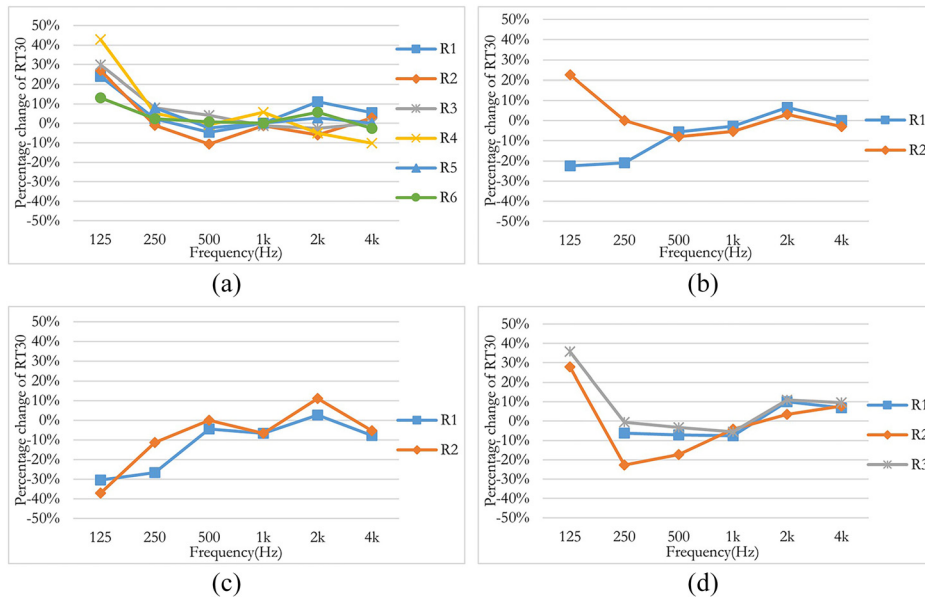 Percentage change of RT30
50%
40%
30%
20%
10%
0%
-10%
-20%
-30%
-40%
-50%
125 250 500 1k 2k 4k
Frequency(Hz)
R1
R2
R3
R4
R5
R6
(a)
Percentage change of RT30
50%
40%
30%
20%
10%
0%
-10%
-20%
-30%
-40%
-50%
125 250 500 1k 2k 4k
Frequency(Hz)
R1
R2
(b)
Percentage change of RT30
50%
40%
30%
20%
10%
0%
-10%
-20%
-30%
-40%
-50%
125 250 500 1k 2k 4k
Frequency(Hz)
R1
R2
(c)
Percentage change of RT30
50%
40%
30%
20%
10%
0%
-10%
-20%
-30%
-40%
-50%
125 250 500 1k 2k 4k
Frequency(Hz)
R1
R2
R3
(d)